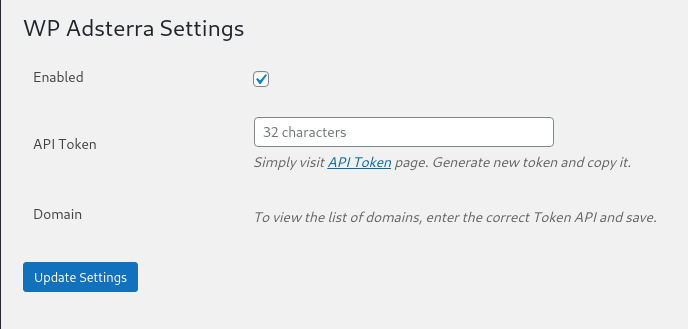 WP Adsterra Settings
Enabled
API Token
32 characters
Simply visit API Token page. Generate new token and copy it.
Domain
To view the list of domains, enter the correct Token API and save.
Update Settings